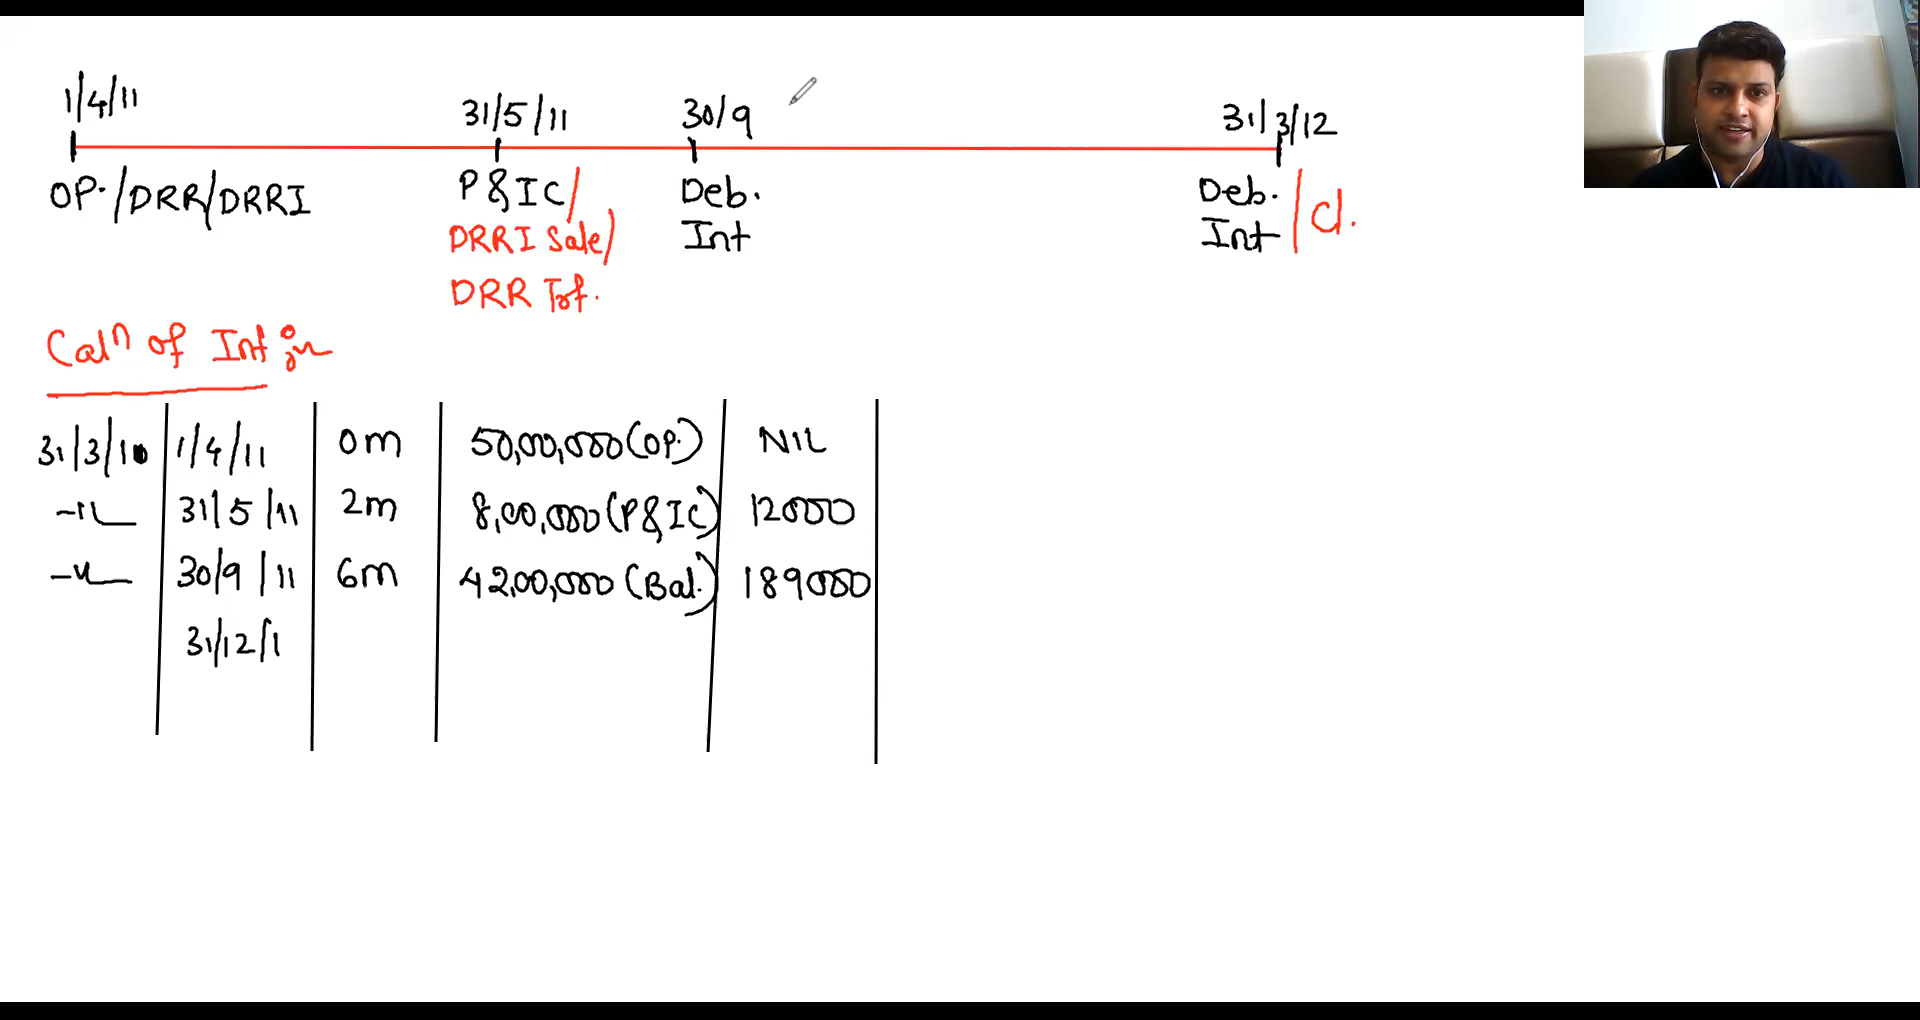 1/4/11 31/5/11 30/9 31/3/12
OP./DRR/DRRI P&IC/ Deb. Deb. / Cl.
DRRI Sale/ Int Int
DRR Trf.
Calⁿ of Int :-
31/3/10 1/4/11 0m 50,00,000 (OP.) NIL
-"- 31/5/11 2m 8,00,000 (P&IC) 12000
-"- 30/9/11 6m 42,00,000 (Bal.) 189000
31/12/1